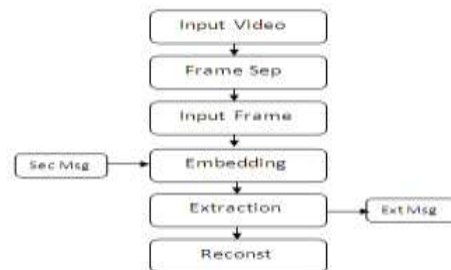 Input Video
Frame Sep
Input Frame
Sec Msg
Embedding
Extraction
Ext Msg
Reconst